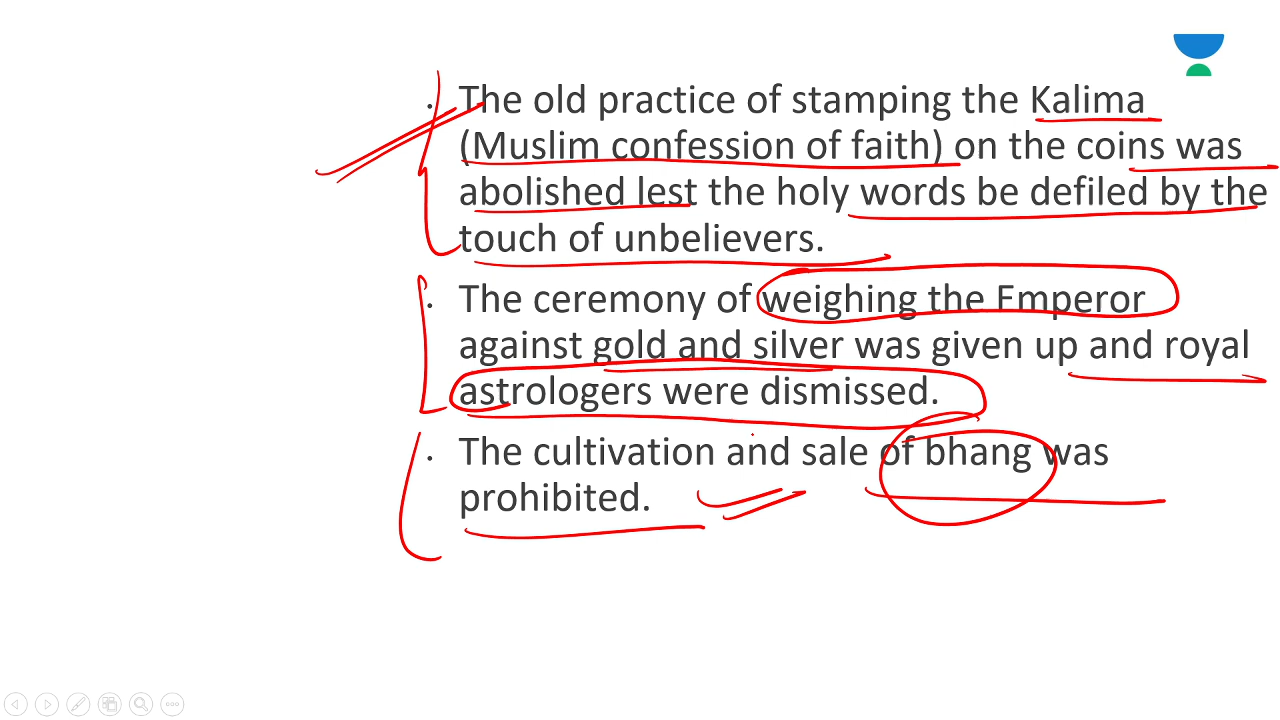 . The old practice of stamping the Kalima
(Muslim confession of faith) on the coins was
abolished lest the holy words be defiled by the
touch of unbelievers.
. The ceremony of weighing the Emperor
against gold and silver was given up and royal
astrologers were dismissed.
. The cultivation and sale of bhang was
prohibited.